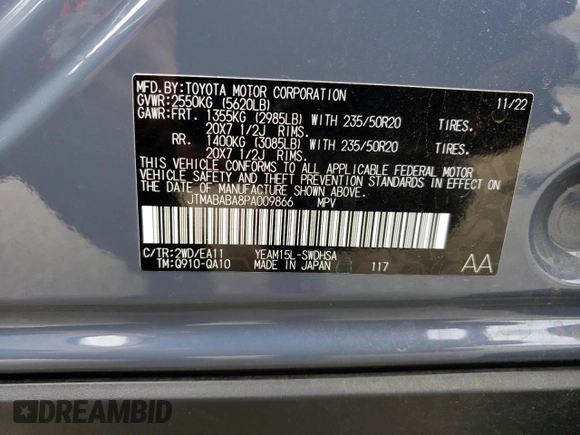 MFD.BY:TOYOTA MOTOR CORPORATION 11/22
GVWR:2550KG (5620LB)
GAWR:FRT. 1355KG (2985LB) WITH 235/50R20 TIRES.
20X7 1/2J RIMS.
RR. 1400KG (3085LB) WITH 235/50R20 TIRES.
20X7 1/2J RIMS.
THIS VEHICLE CONFORMS TO ALL APPLICABLE FEDERAL MOTOR
VEHICLE SAFETY, BUMPER, AND THEFT PREVENTION STANDARDS IN
EFFECT ON THE DATE OF MANUFACTURE SHOWN ABOVE.
JTMABABA8PA009866 MPV
C/TR:2WD/EA11 YEAM15L-SWDHSA
TM:Q910-QA10 MADE IN JAPAN 117 AA
DREAMBID